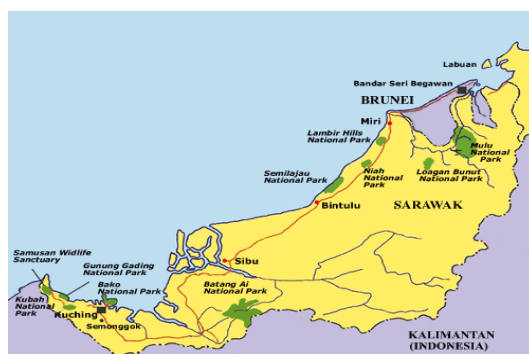 Labuan
Bandar Seri Begawan
BRUNEI
Miri
Lambir Hills
National Park
Mulu
National
Park
Niah
National
Park
Loagan Bunut
National Park
Semilajau
National Park
Bintulu
SARAWAK
Sibu
Samusan Widlife
Sanctuary
Gunung Gading
National Park
Bako
National Park
Batang Ai
National Park
Kubah
National
Park
Kuching
Semonggok
KALIMANTAN
(INDONESIA)